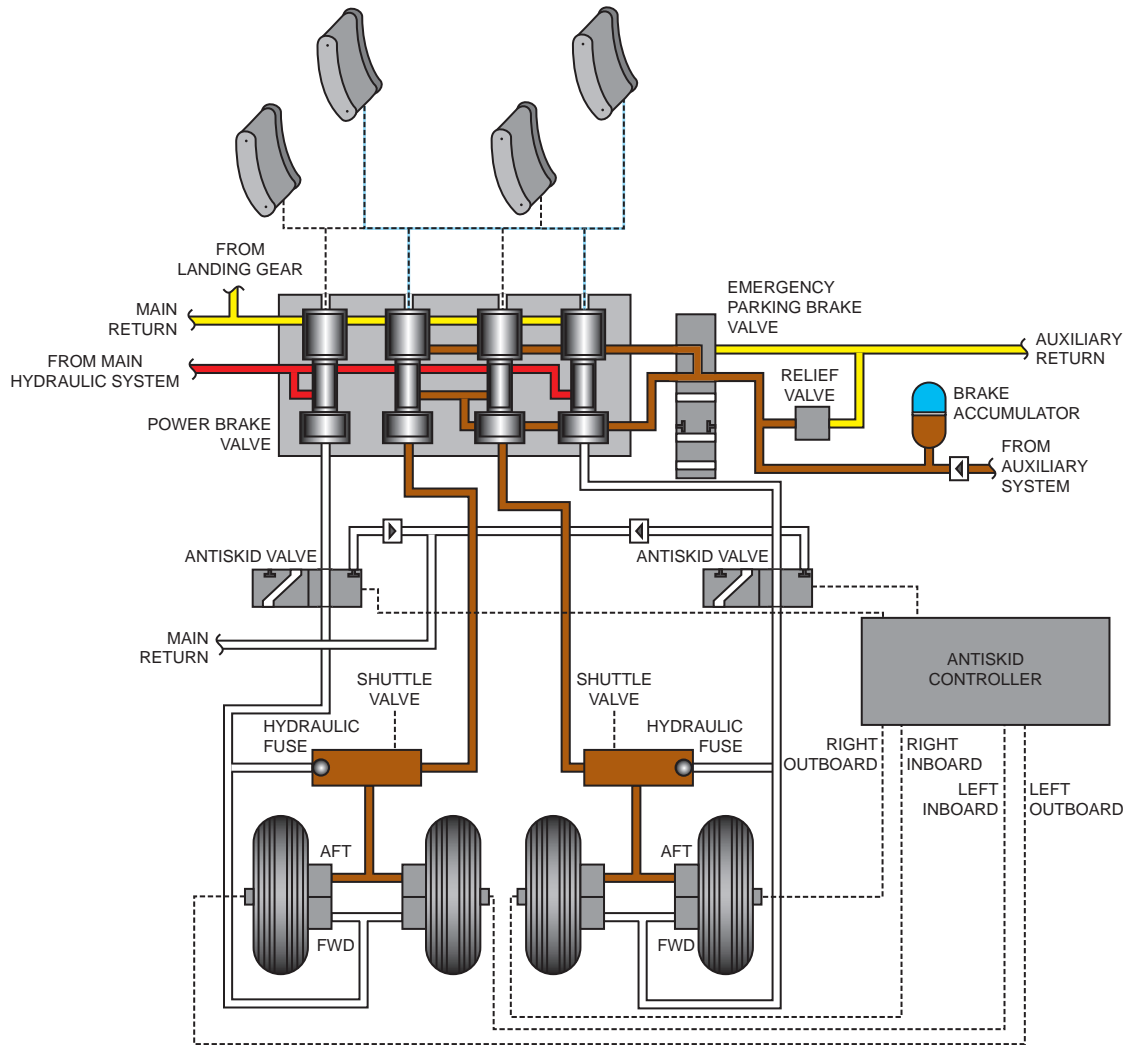 FROM
LANDING GEAR
MAIN
RETURN
FROM MAIN
HYDRAULIC SYSTEM
POWER BRAKE
VALVE
EMERGENCY
PARKING BRAKE
VALVE
AUXILIARY
RETURN
RELIEF
VALVE
BRAKE
ACCUMULATOR
FROM
AUXILIARY
SYSTEM
ANTISKID VALVE
ANTISKID VALVE
MAIN
RETURN
ANTISKID
CONTROLLER
SHUTTLE
VALVE
SHUTTLE
VALVE
HYDRAULIC
FUSE
HYDRAULIC
FUSE
RIGHT
OUTBOARD
RIGHT
INBOARD
LEFT
INBOARD
LEFT
OUTBOARD
AFT
AFT
FWD
FWD